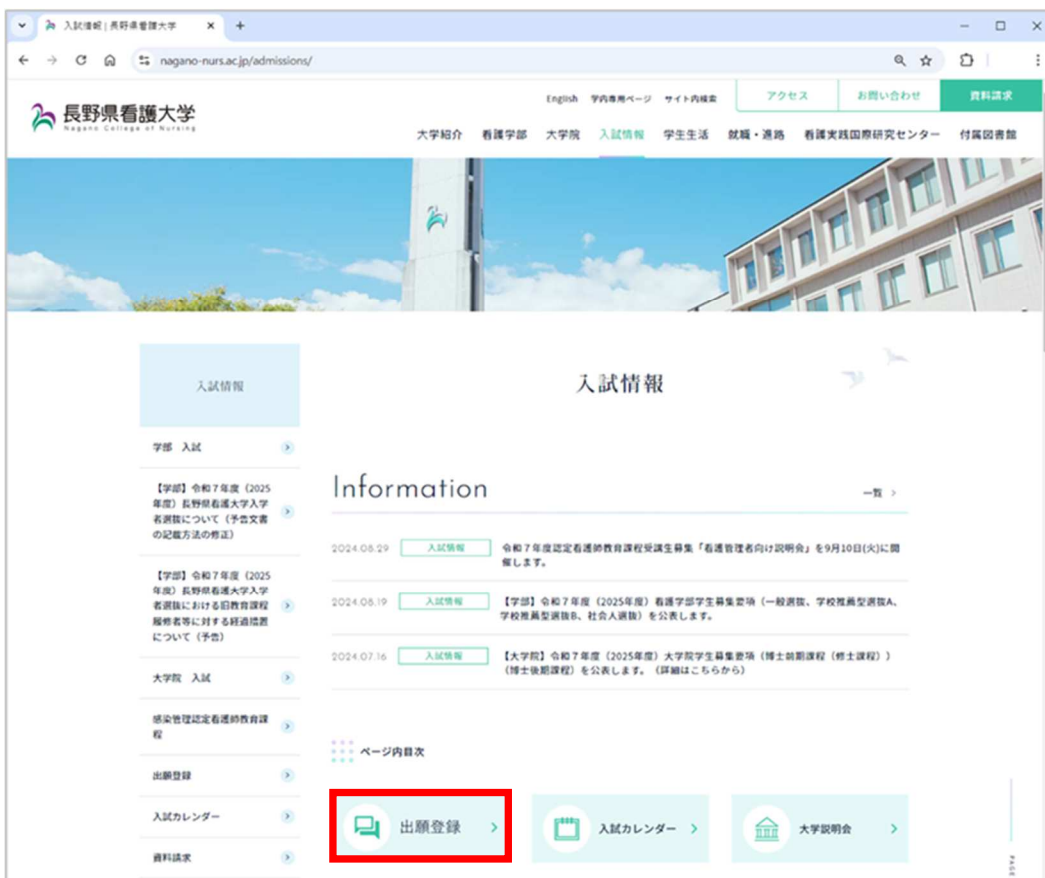 入試情報 | 長野県看護大学
nagano-nurs.ac.jp/admissions/
English 学内専用ページ サイト内検索 アクセス お問い合わせ 資料請求
長野県看護大学
Nagano College of Nursing
大学紹介 看護学部 大学院 入試情報 学生生活 就職・進路 看護実践国際研究センター 付属図書館
入試情報
学部 入試
【学部】令和7年度（2025
年度）長野県看護大学入学
者選抜について（予告文書
の記載方法の修正）
【学部】令和7年度（2025
年度）長野県看護大学入学
者選抜における旧教育課程
履修者等に対する経過措置
について（予告）
大学院 入試
感染管理認定看護師教育課
程
出願登録
入試カレンダー
資料請求
入試情報
Information
一覧
2024.08.29 入試情報 令和7年度認定看護師教育課程受講生募集「看護管理者向け説明会」を9月10日(火)に開
催します。
2024.08.19 入試情報 【学部】令和7年度（2025年度）看護学部学生募集要項（一般選抜、学校推薦型選抜A、
学校推薦型選抜B、社会人選抜）を公表します。
2024.07.16 入試情報 【大学院】令和7年度（2025年度）大学院学生募集要項（博士前期課程（修士課程））
（博士後期課程）を公表します。（詳細はこちらから）
ページ内目次
出願登録
入試カレンダー
大学説明会
PAGE